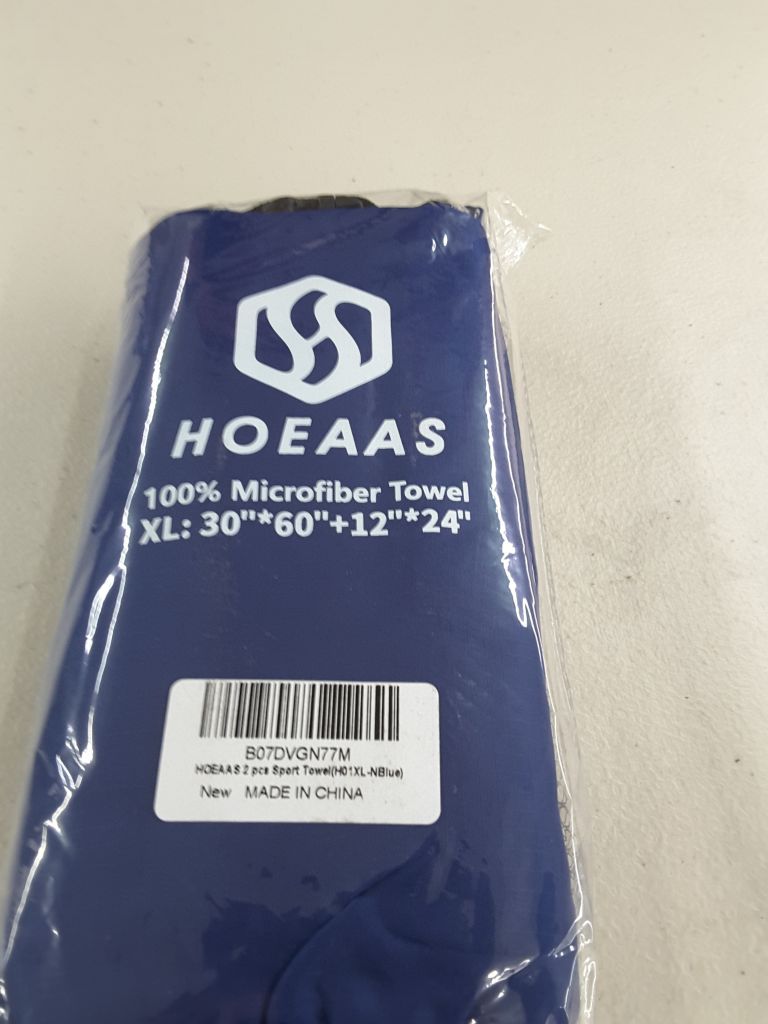 HOEAAS
100% Microfiber Towel
XL: 30"*60"+12"*24"
B07DVGN77M
HOEAAS 2 pcs Sport Towel(H01XL-NBlue)
New MADE IN CHINA